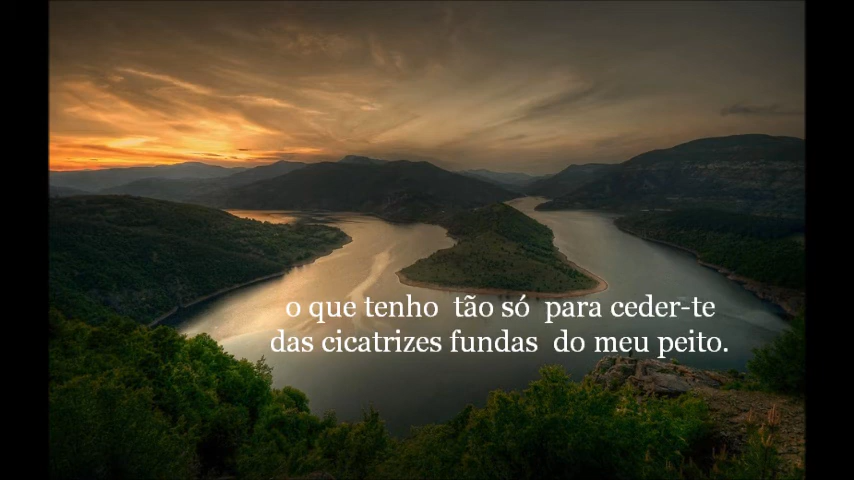 o que tenho  tão só  para ceder-te
das cicatrizes fundas  do meu peito.